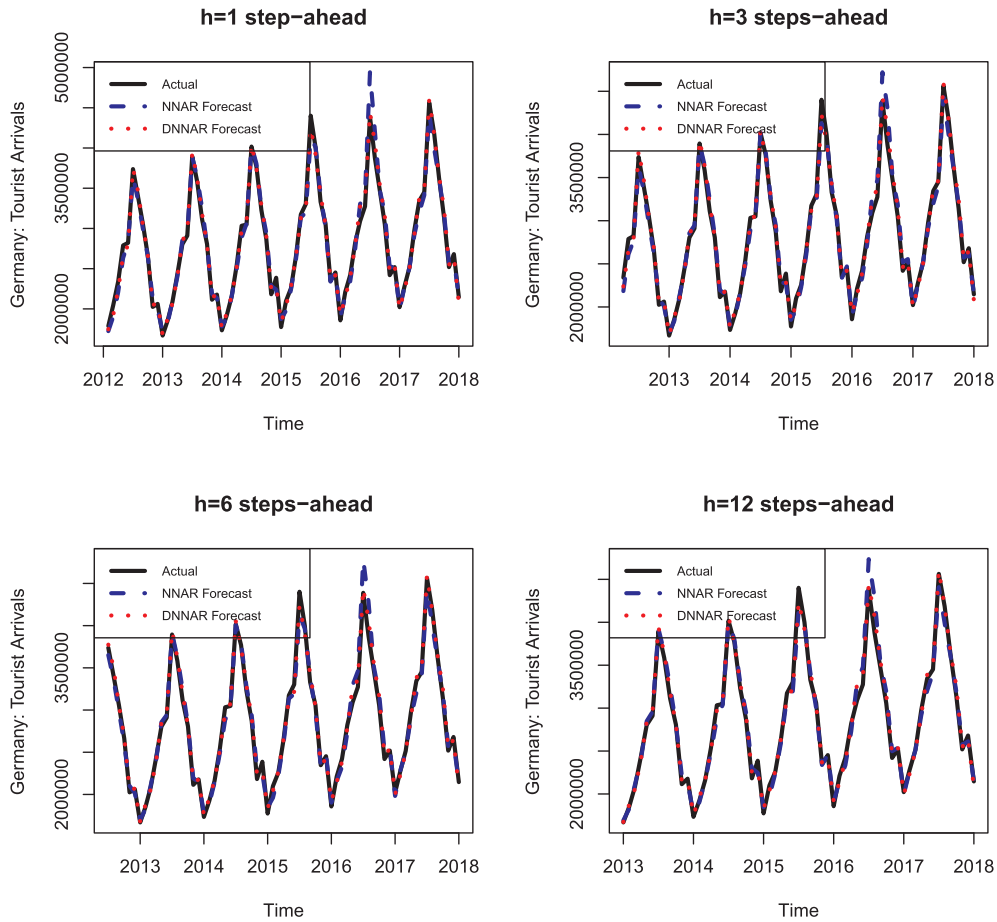 h=1 step−ahead
Germany: Tourist Arrivals
2000000 3500000 5000000
Actual
NNAR Forecast
DNNAR Forecast
2012 2013 2014 2015 2016 2017 2018
Time
h=3 steps−ahead
Germany: Tourist Arrivals
2000000 3500000
Actual
NNAR Forecast
DNNAR Forecast
2013 2014 2015 2016 2017 2018
Time
h=6 steps−ahead
Germany: Tourist Arrivals
2000000 3500000
Actual
NNAR Forecast
DNNAR Forecast
2013 2014 2015 2016 2017 2018
Time
h=12 steps−ahead
Germany: Tourist Arrivals
2000000 3500000
Actual
NNAR Forecast
DNNAR Forecast
2013 2014 2015 2016 2017 2018
Time